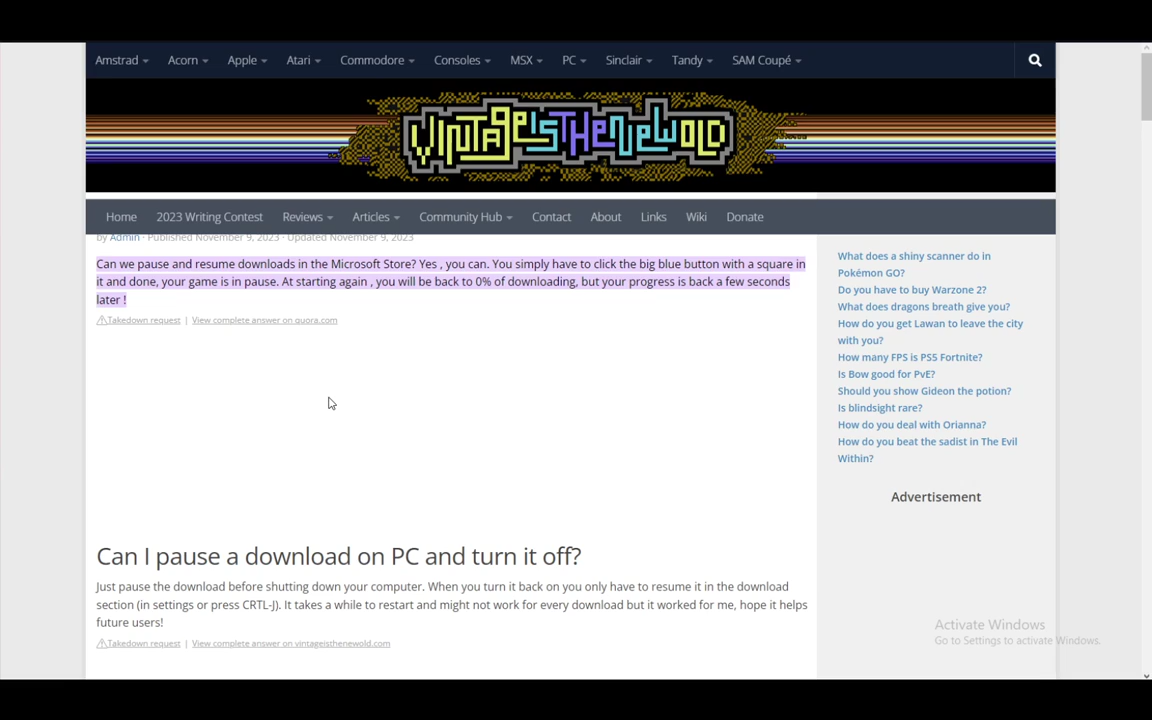 Amstrad Acorn Apple Atari Commodore Consoles MSX PC Sinclair Tandy SAM Coupé
VINTAGEISTHENEWOLD
Home 2023 Writing Contest Reviews Articles Community Hub Contact About Links Wiki Donate
by Admin · Published November 9, 2023 · Updated November 9, 2023
Can we pause and resume downloads in the Microsoft Store? Yes , you can. You simply have to click the big blue button with a square in
it and done, your game is in pause. At starting again , you will be back to 0% of downloading, but your progress is back a few seconds
later !
Takedown request | View complete answer on quora.com
Can I pause a download on PC and turn it off?
Just pause the download before shutting down your computer. When you turn it back on you only have to resume it in the download
section (in settings or press CRTL-J). It takes a while to restart and might not work for every download but it worked for me, hope it helps
future users!
Takedown request | View complete answer on vintageisthenewold.com
What does a shiny scanner do in
Pokémon GO?
Do you have to buy Warzone 2?
What does dragons breath give you?
How do you get Lawan to leave the city
with you?
How many FPS is PS5 Fortnite?
Is Bow good for PvE?
Should you show Gideon the potion?
Is blindsight rare?
How do you deal with Orianna?
How do you beat the sadist in The Evil
Within?
Advertisement
Activate Windows
Go to Settings to activate Windows.